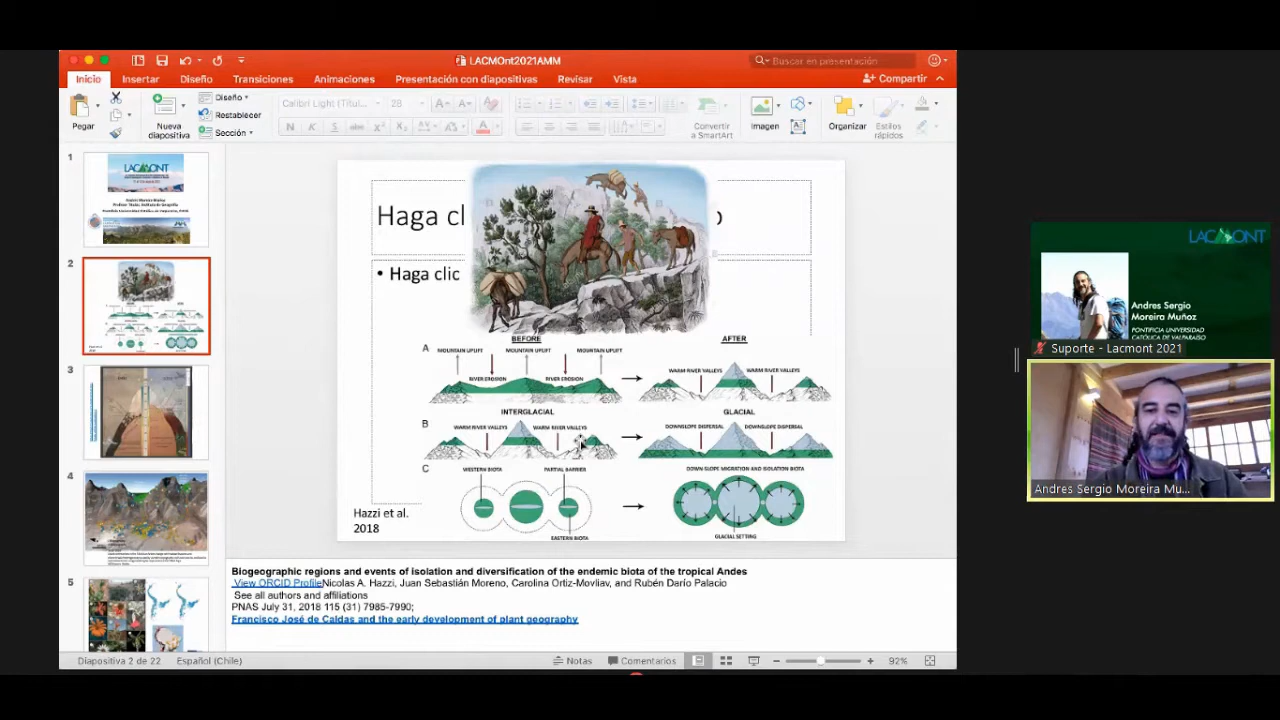 LACMOnt2021AMM
Buscar en presentación
Inicio
Insertar
Diseño
Transiciones
Animaciones
Presentación con diapositivas
Revisar
Vista
Compartir
Pegar
Nueva
diapositiva
Diseño
Restablecer
Sección
Calibri Light (Títul...
28
Convertir
a SmartArt
Imagen
Organizar
Estilos
rápidos
1
LACMONT
2
3
4
5
Haga cl
• Haga clic
BEFORE
AFTER
A
MOUNTAIN UPLIFT
MOUNTAIN UPLIFT
MOUNTAIN UPLIFT
RIVER EROSION
RIVER EROSION
WARM RIVER VALLEYS
WARM RIVER VALLEYS
INTERGLACIAL
GLACIAL
B
WARM RIVER VALLEYS
WARM RIVER VALLEYS
DOWNSLOPE DISPERSAL
DOWNSLOPE DISPERSAL
C
WESTERN BIOTA
PARTIAL BARRIER
DOWN SLOPE MIGRATION AND ISOLATION BIOTA
EASTERN BIOTA
GLACIAL SETTING
Hazzi et al.
2018
Biogeographic regions and events of isolation and diversification of the endemic biota of the tropical Andes
View ORCID ProfileNicolas A. Hazzi, Juan Sebastián Moreno, Carolina Ortiz-Movliav, and Rubén Darío Palacio
See all authors and affiliations
PNAS July 31, 2018 115 (31) 7985-7990;
Francisco José de Caldas and the early development of plant geography
Diapositiva 2 de 22
Español (Chile)
Notas
Comentarios
92%
LACMONT
Andres Sergio
Moreira Muñoz
PONTIFICIA UNIVERSIDAD
CATÓLICA DE VALPARAÍSO
Suporte - Lacmont 2021
Andres Sergio Moreira Mu...